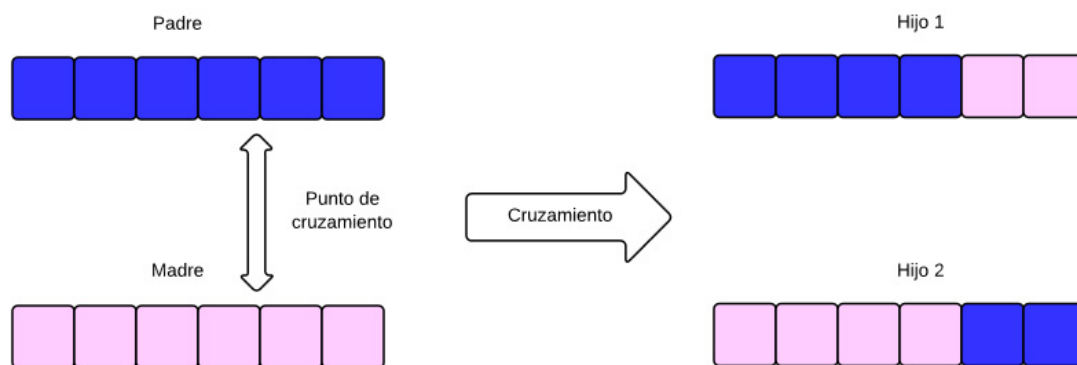 Padre
Hijo 1
Punto de
cruzamiento
Cruzamiento
Madre
Hijo 2